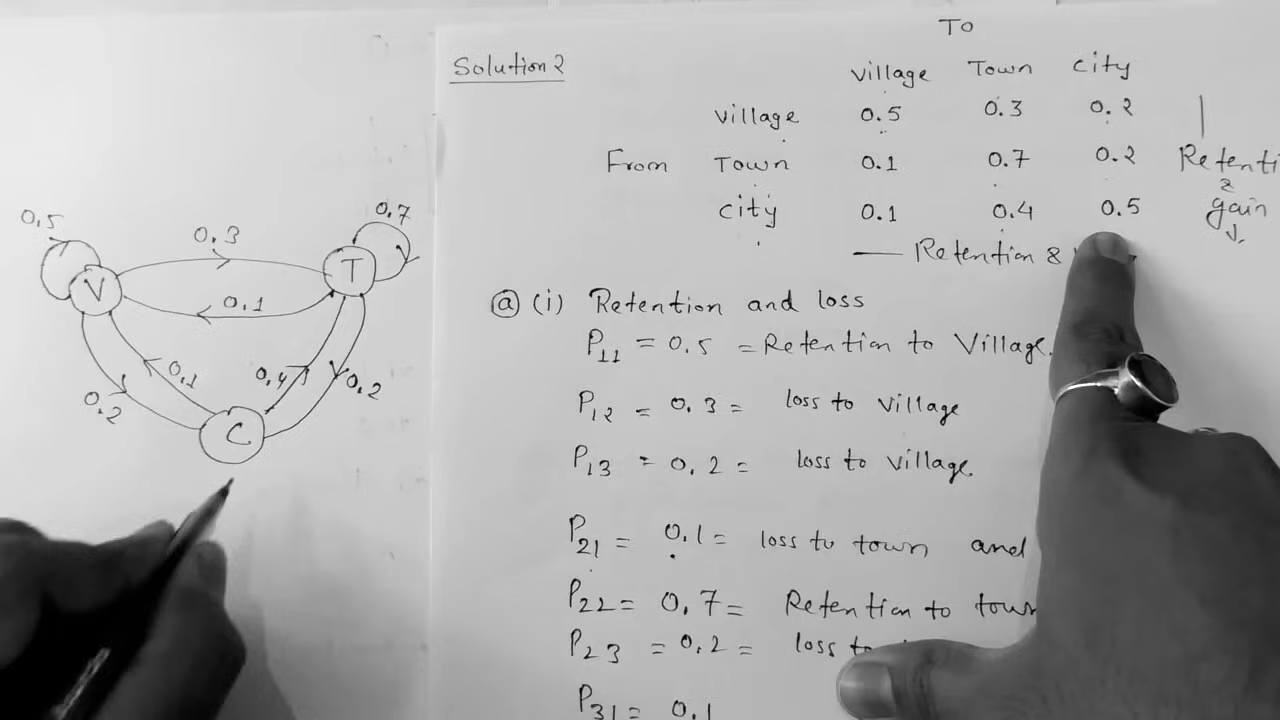 0.5
0.7
0.3
V
T
0.1
0.1
0.4
0.2
0.2
C
Solution 2
To
village Town city
village 0.5 0.3 0.2
From Town 0.1 0.7 0.2
city 0.1 0.4 0.5
Retenti
&
gain
— Retention &
(a) (i) Retention and loss
P11 = 0.5 = Retention to Village.
P12 = 0.3 = loss to village
P13 = 0.2 = loss to village
P21 = 0.1 = loss to town and
P22 = 0.7 = Retention to town
P23 = 0.2 = loss to
P31 = 0.1